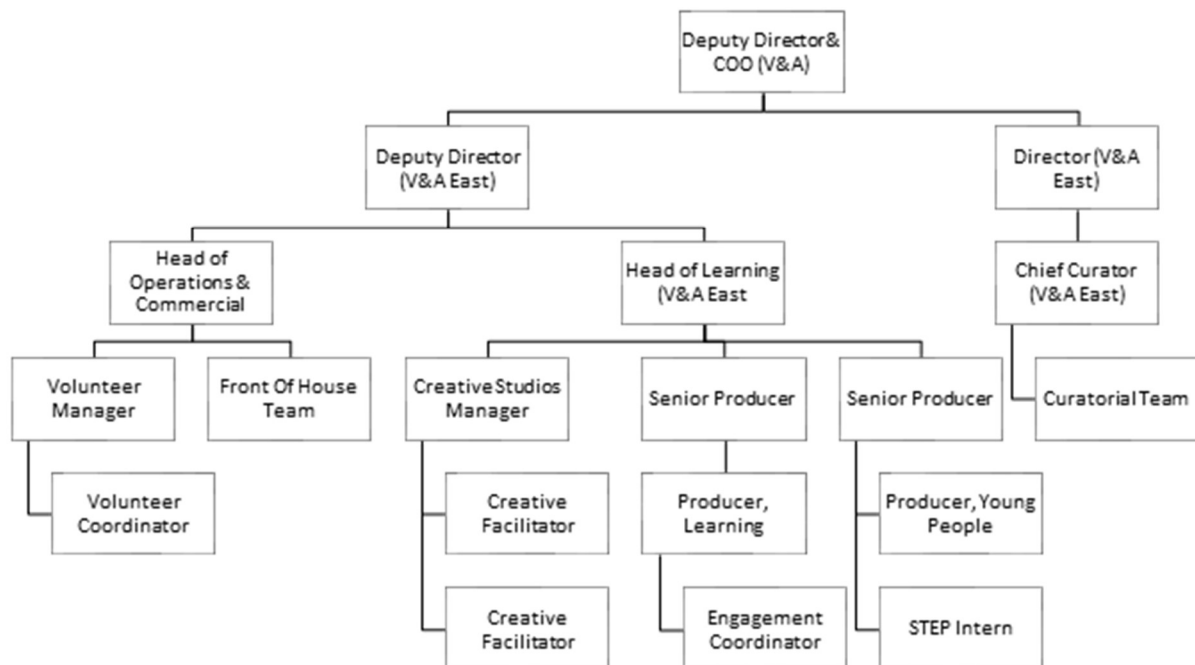 Deputy Director&
COO (V&A)
Deputy Director
(V&A East)
Director (V&A
East)
Head of
Operations &
Commercial
Head of Learning
(V&A East
Chief Curator
(V&A East)
Volunteer
Manager
Front Of House
Team
Creative Studios
Manager
Senior Producer
Senior Producer
Curatorial Team
Volunteer
Coordinator
Creative
Facilitator
Producer,
Learning
Producer, Young
People
Creative
Facilitator
Engagement
Coordinator
STEP Intern